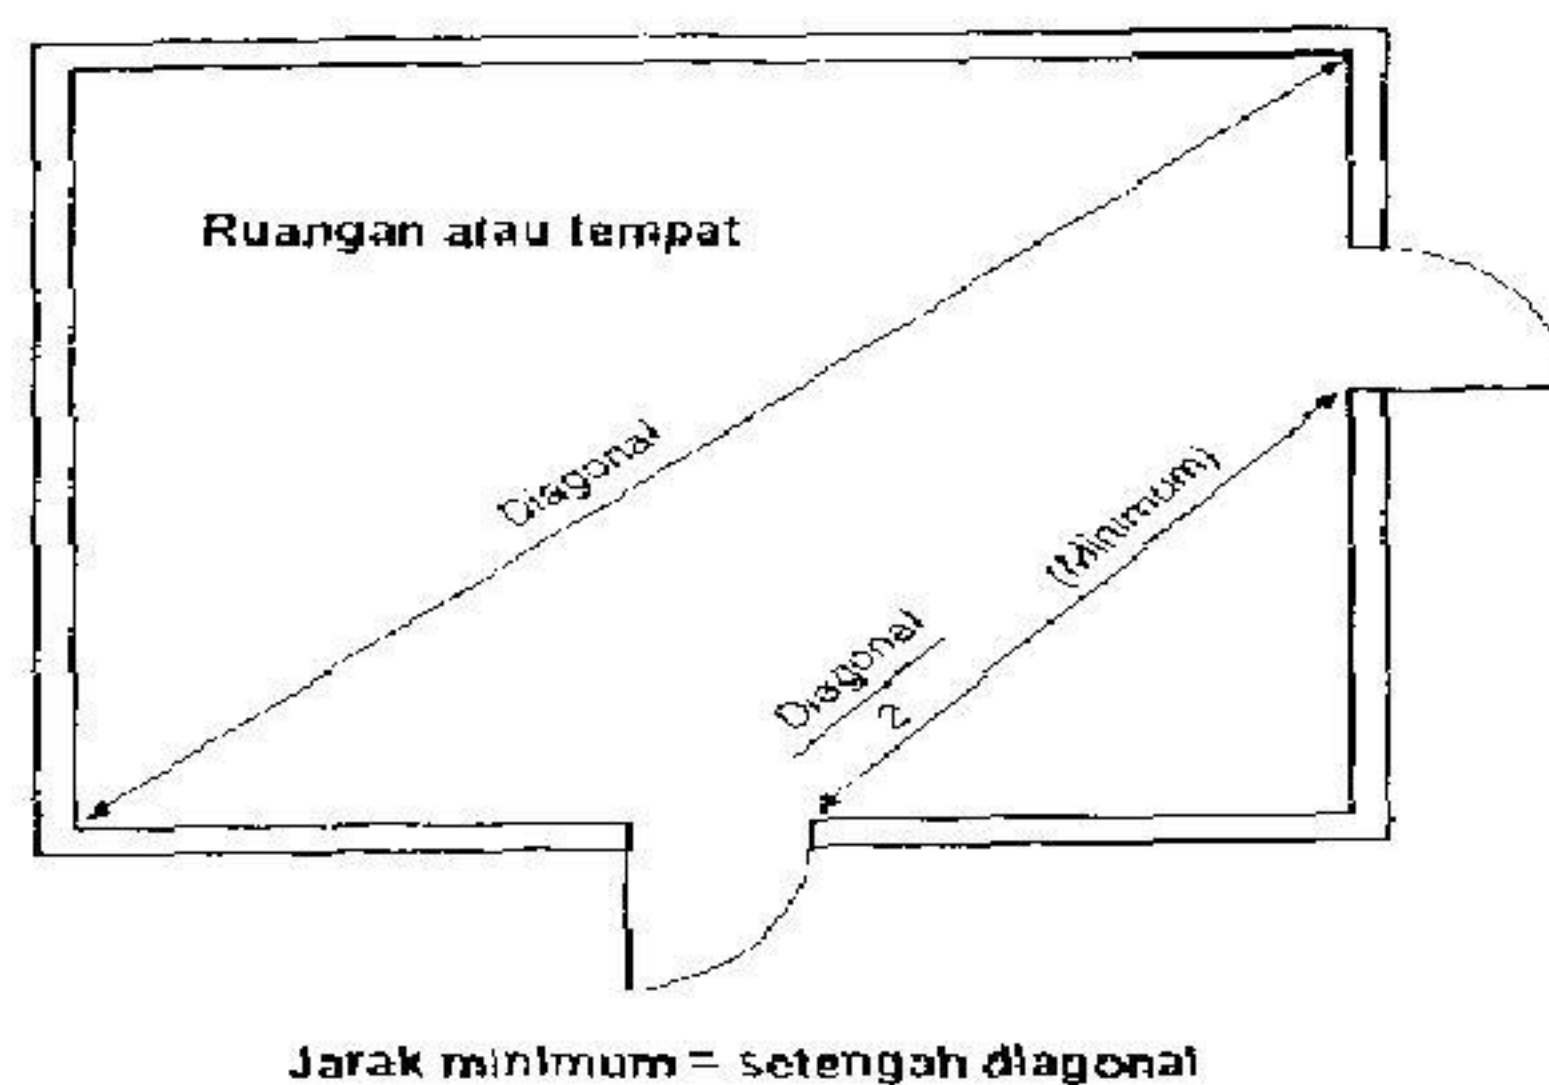 Ruangan atau tempat
Diagonal
(Minimum)
Diagonal
2
Jarak minimum = setengah diagonal